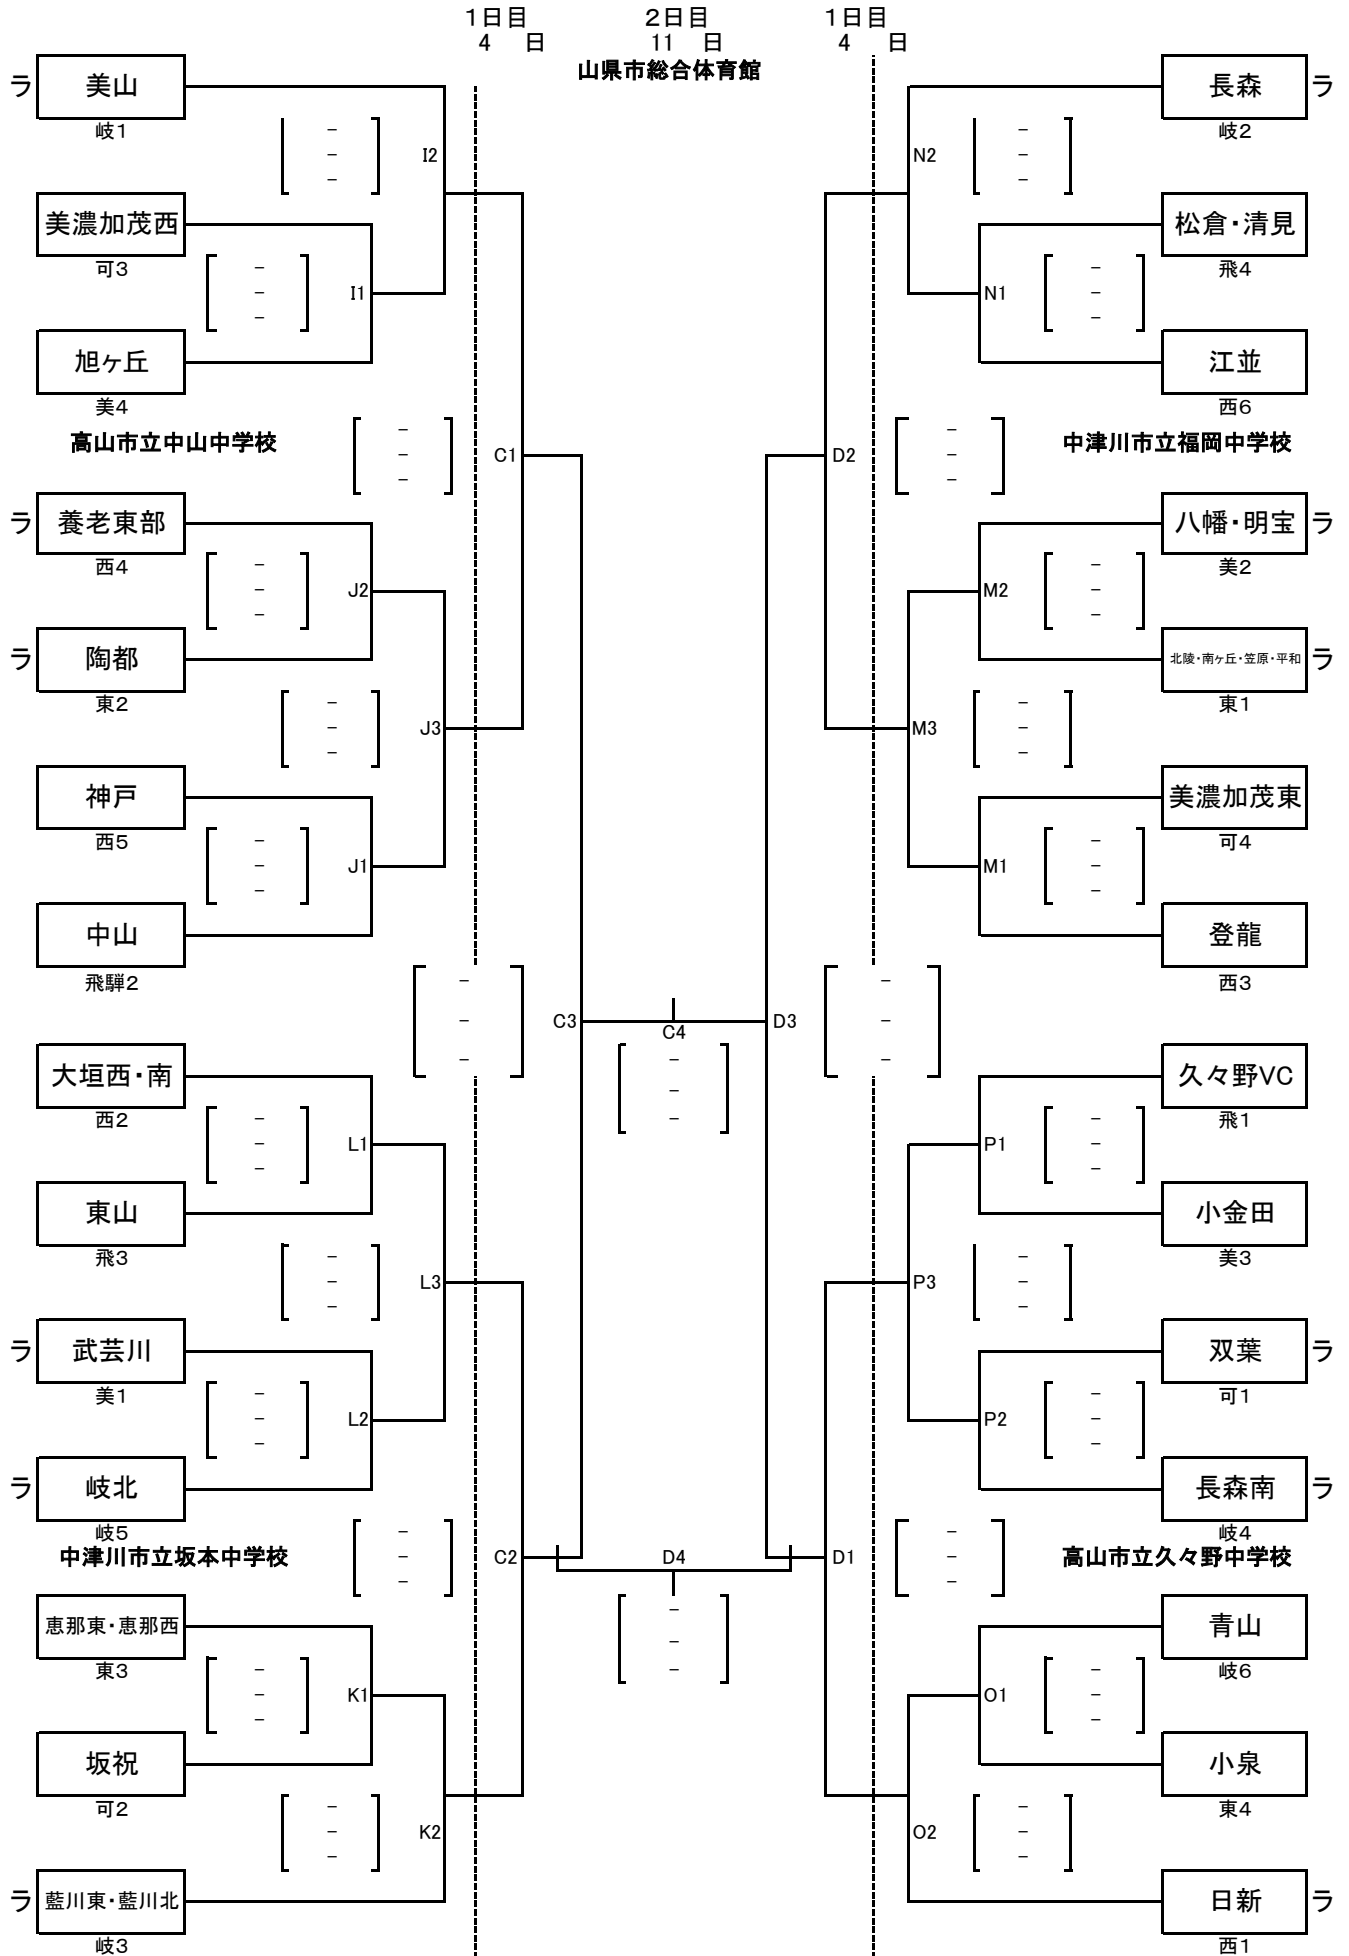 1日目 2日目 1日目
4 日 11 日 4 日
山県市総合体育館
ラ 美山 長森 ラ
岐1 岐2
- -
- I2 N2 -
- -
美濃加茂西 松倉・清見
可3 飛4
- -
- I1 N1 -
- -
旭ヶ丘 江並
美4 西6
高山市立中山中学校 中津川市立福岡中学校
- -
- C1 D2 -
- -
ラ 養老東部 八幡・明宝 ラ
西4 美2
- -
- J2 M2 -
- -
ラ 陶都 北陵・南ヶ丘・笠原・平和 ラ
東2 東1
- -
- J3 M3 -
- -
神戸 美濃加茂東
西5 可4
- -
- J1 M1 -
- -
中山 登龍
飛騨2 西3
- -
- C3 C4 D3 -
- - -
-
-
大垣西・南 久々野VC
西2 飛1
- -
- L1 P1 -
- -
東山 小金田
飛3 美3
- -
- L3 P3 -
- -
ラ 武芸川 双葉 ラ
美1 可1
- -
- L2 P2 -
- -
ラ 岐北 長森南 ラ
岐5 岐4
中津川市立坂本中学校 高山市立久々野中学校
- -
- C2 D4 D1 -
- -
-
-
-
恵那東・恵那西 青山
東3 岐6
- -
- K1 O1 -
- -
坂祝 小泉
可2 東4
- -
- K2 O2 -
- -
ラ 藍川東・藍川北 日新 ラ
岐3 西1